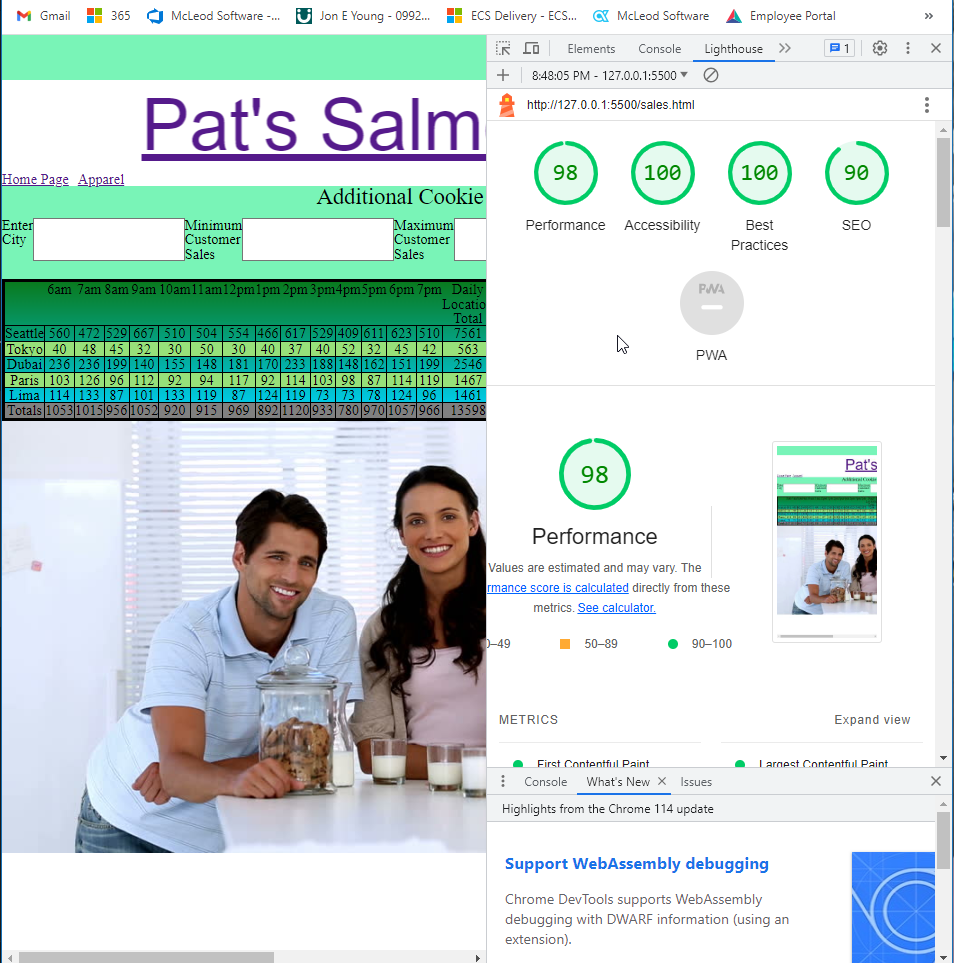 Gmail 365 McLeod Software -... Jon E Young - 0992... ECS Delivery - ECS... McLeod Software Employee Portal »
Pat's Salm
Home Page Apparel
Additional Cookie
Enter City Minimum Customer Sales Maximum Customer Sales
6am 7am 8am 9am 10am 11am 12pm 1pm 2pm 3pm 4pm 5pm 6pm 7pm Daily Locatio Total
Seattle 560 472 529 667 510 504 554 466 617 529 409 611 623 510 7561
Tokyo 40 48 45 32 30 50 30 40 37 40 52 32 45 42 563
Dubai 236 236 199 140 155 148 181 170 233 188 148 162 151 199 2546
Paris 103 126 96 112 92 94 117 92 114 103 98 87 114 119 1467
Lima 114 133 87 101 133 119 87 124 119 73 73 78 124 96 1461
Totals 1053 1015 956 1052 920 915 969 892 1120 933 780 970 1057 966 13598
Elements Console Lighthouse » 1
8:48:05 PM - 127.0.0.1:5500
http://127.0.0.1:5500/sales.html
98 100 100 90
Performance Accessibility Best Practices SEO
PWA
PWA
98
Performance
Values are estimated and may vary. The
rmance score is calculated directly from these
metrics. See calculator.
0–49 50–89 90–100
Pat's
Additional Cookie
METRICS Expand view
First Contentful Paint Largest Contentful Paint
Console What's New Issues
Highlights from the Chrome 114 update
Support WebAssembly debugging
Chrome DevTools supports WebAssembly
debugging with DWARF information (using an
extension).